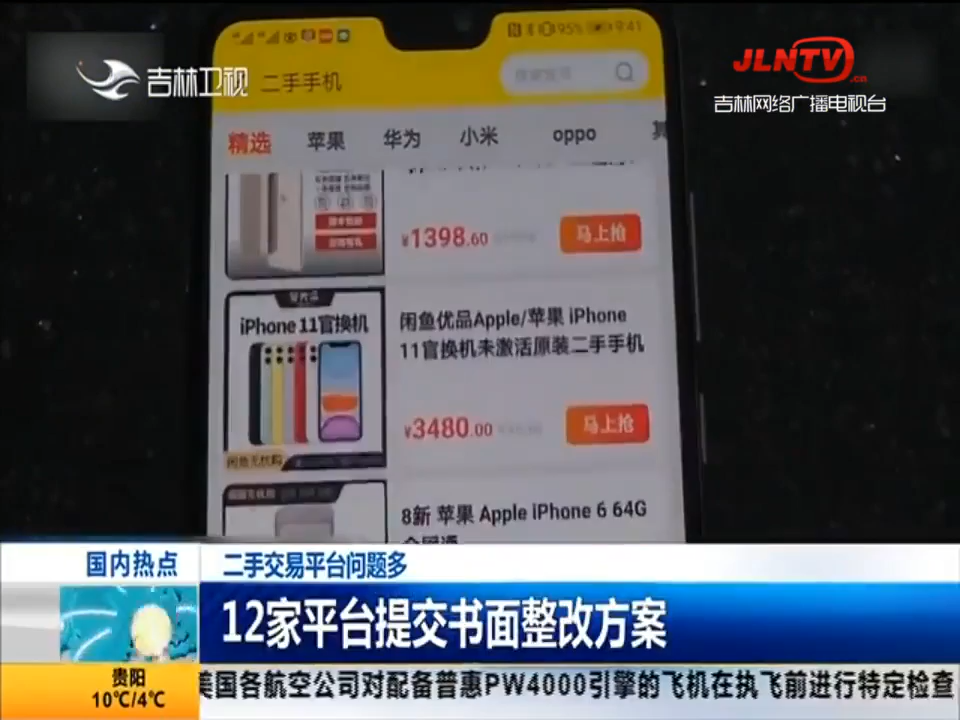 吉林卫视
JLNTV.cn
吉林网络广播电视台
95% 9:41
二手手机
精选 苹果 华为 小米 oppo
¥1398.60
马上抢
iPhone 11官换机
闲鱼优品Apple/苹果 iPhone
11官换机未激活原装二手手机
¥3480.00
马上抢
8新 苹果 Apple iPhone 6 64G
国内热点
二手交易平台问题多
12家平台提交书面整改方案
贵阳
10℃/4℃
美国各航空公司对配备普惠PW4000引擎的飞机在执飞前进行特定检查